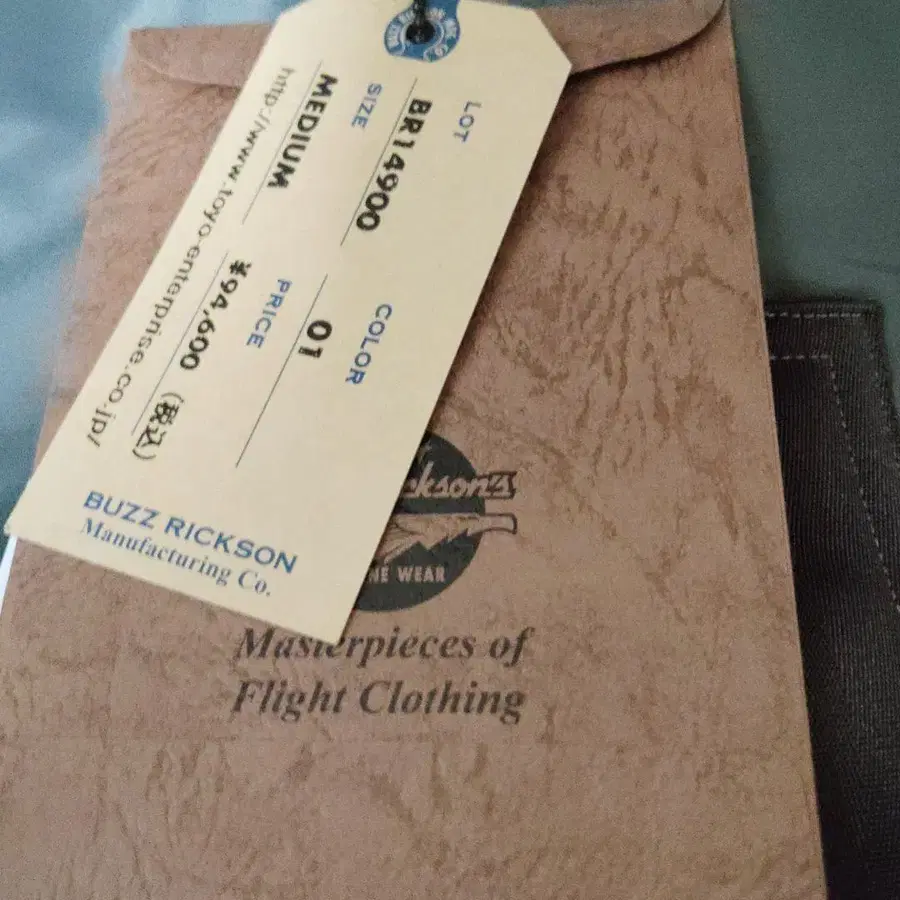 LOT
BR14900
COLOR
01
SIZE
MEDIUM
PRICE
¥94,600 (税込)
http://www.toyo-enterprise.co.jp/
BUZZ RICKSON
Manufacturing Co.
WEAR
Masterpieces of
Flight Clothing